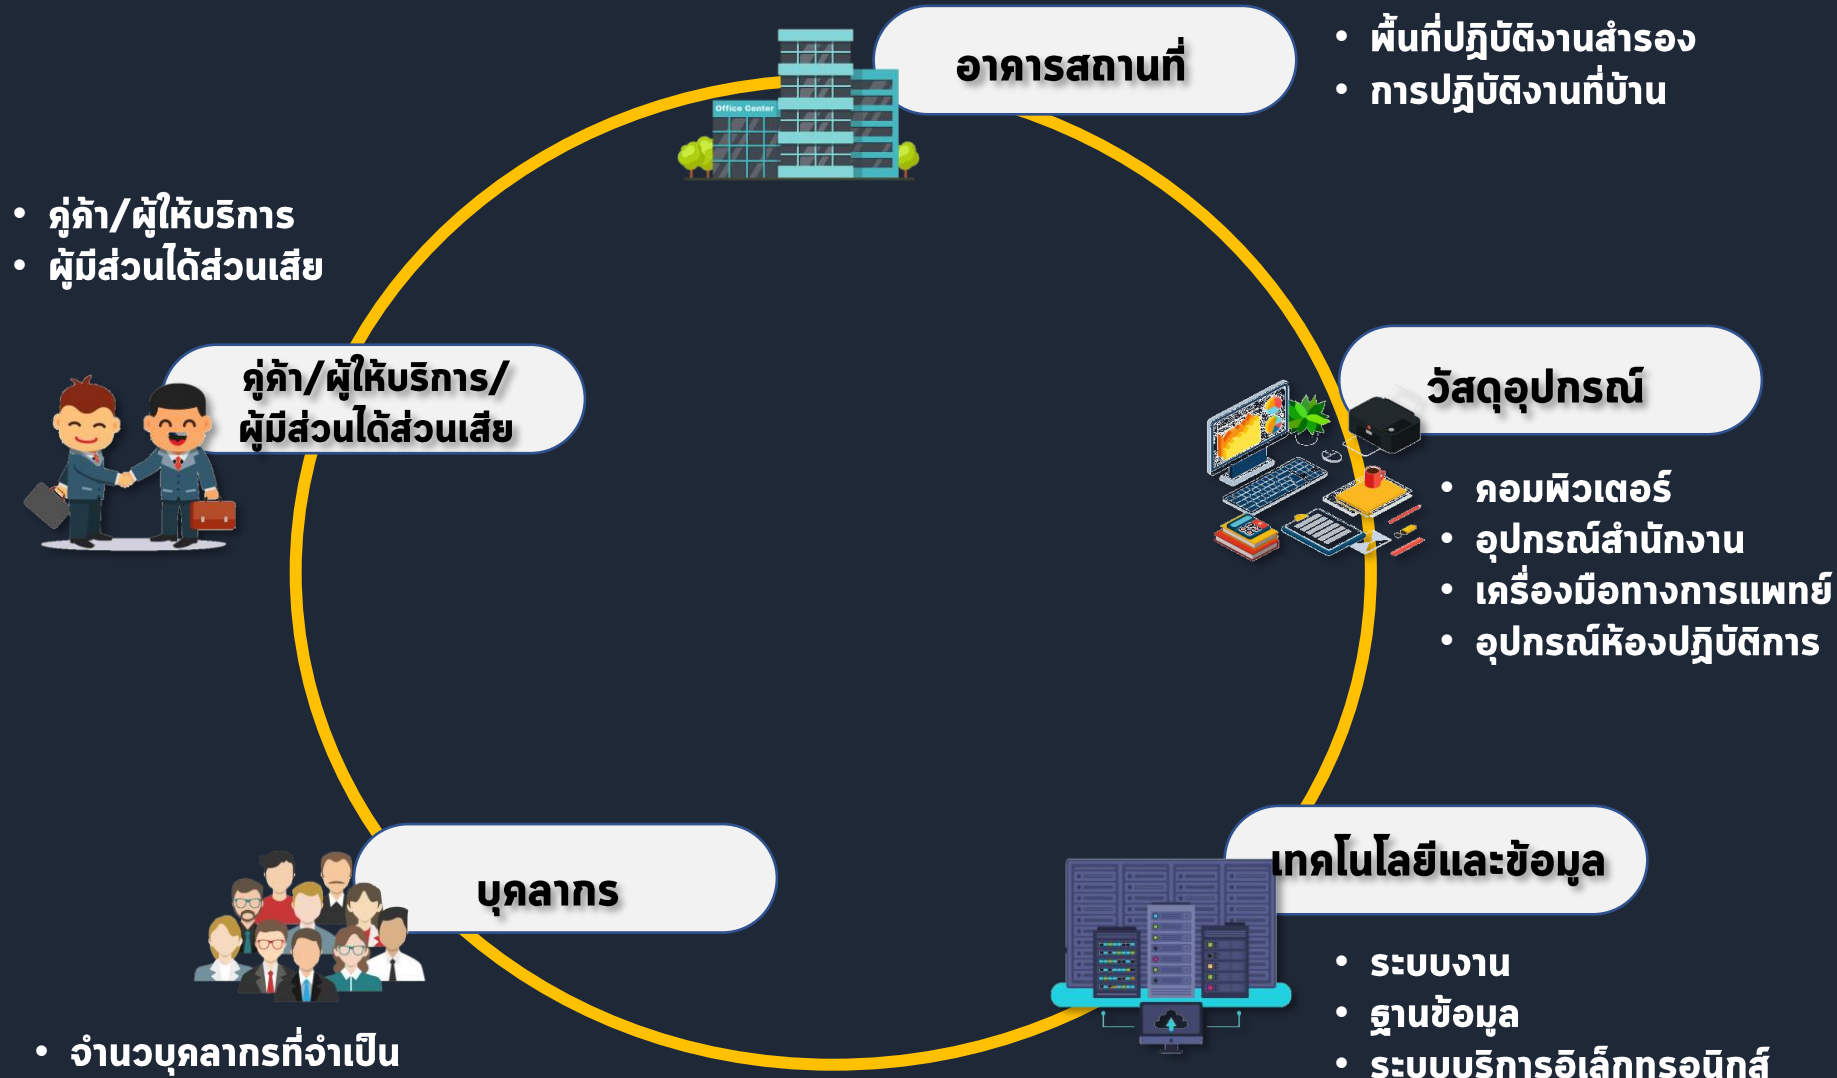 อาคารสถานที่
• พื้นที่ปฏิบัติงานสำรอง
• การปฏิบัติงานที่บ้าน
Office Center
• คู่ค้า/ผู้ให้บริการ
• ผู้มีส่วนได้ส่วนเสีย
คู่ค้า/ผู้ให้บริการ/
ผู้มีส่วนได้ส่วนเสีย
วัสดุอุปกรณ์
• คอมพิวเตอร์
• อุปกรณ์สำนักงาน
• เครื่องมือทางการแพทย์
• อุปกรณ์ห้องปฏิบัติการ
เทคโนโลยีและข้อมูล
• ระบบงาน
• ฐานข้อมูล
• ระบบบริการอิเล็กทรอนิกส์
บุคลากร
• จำนวบุคลากรที่จำเป็น